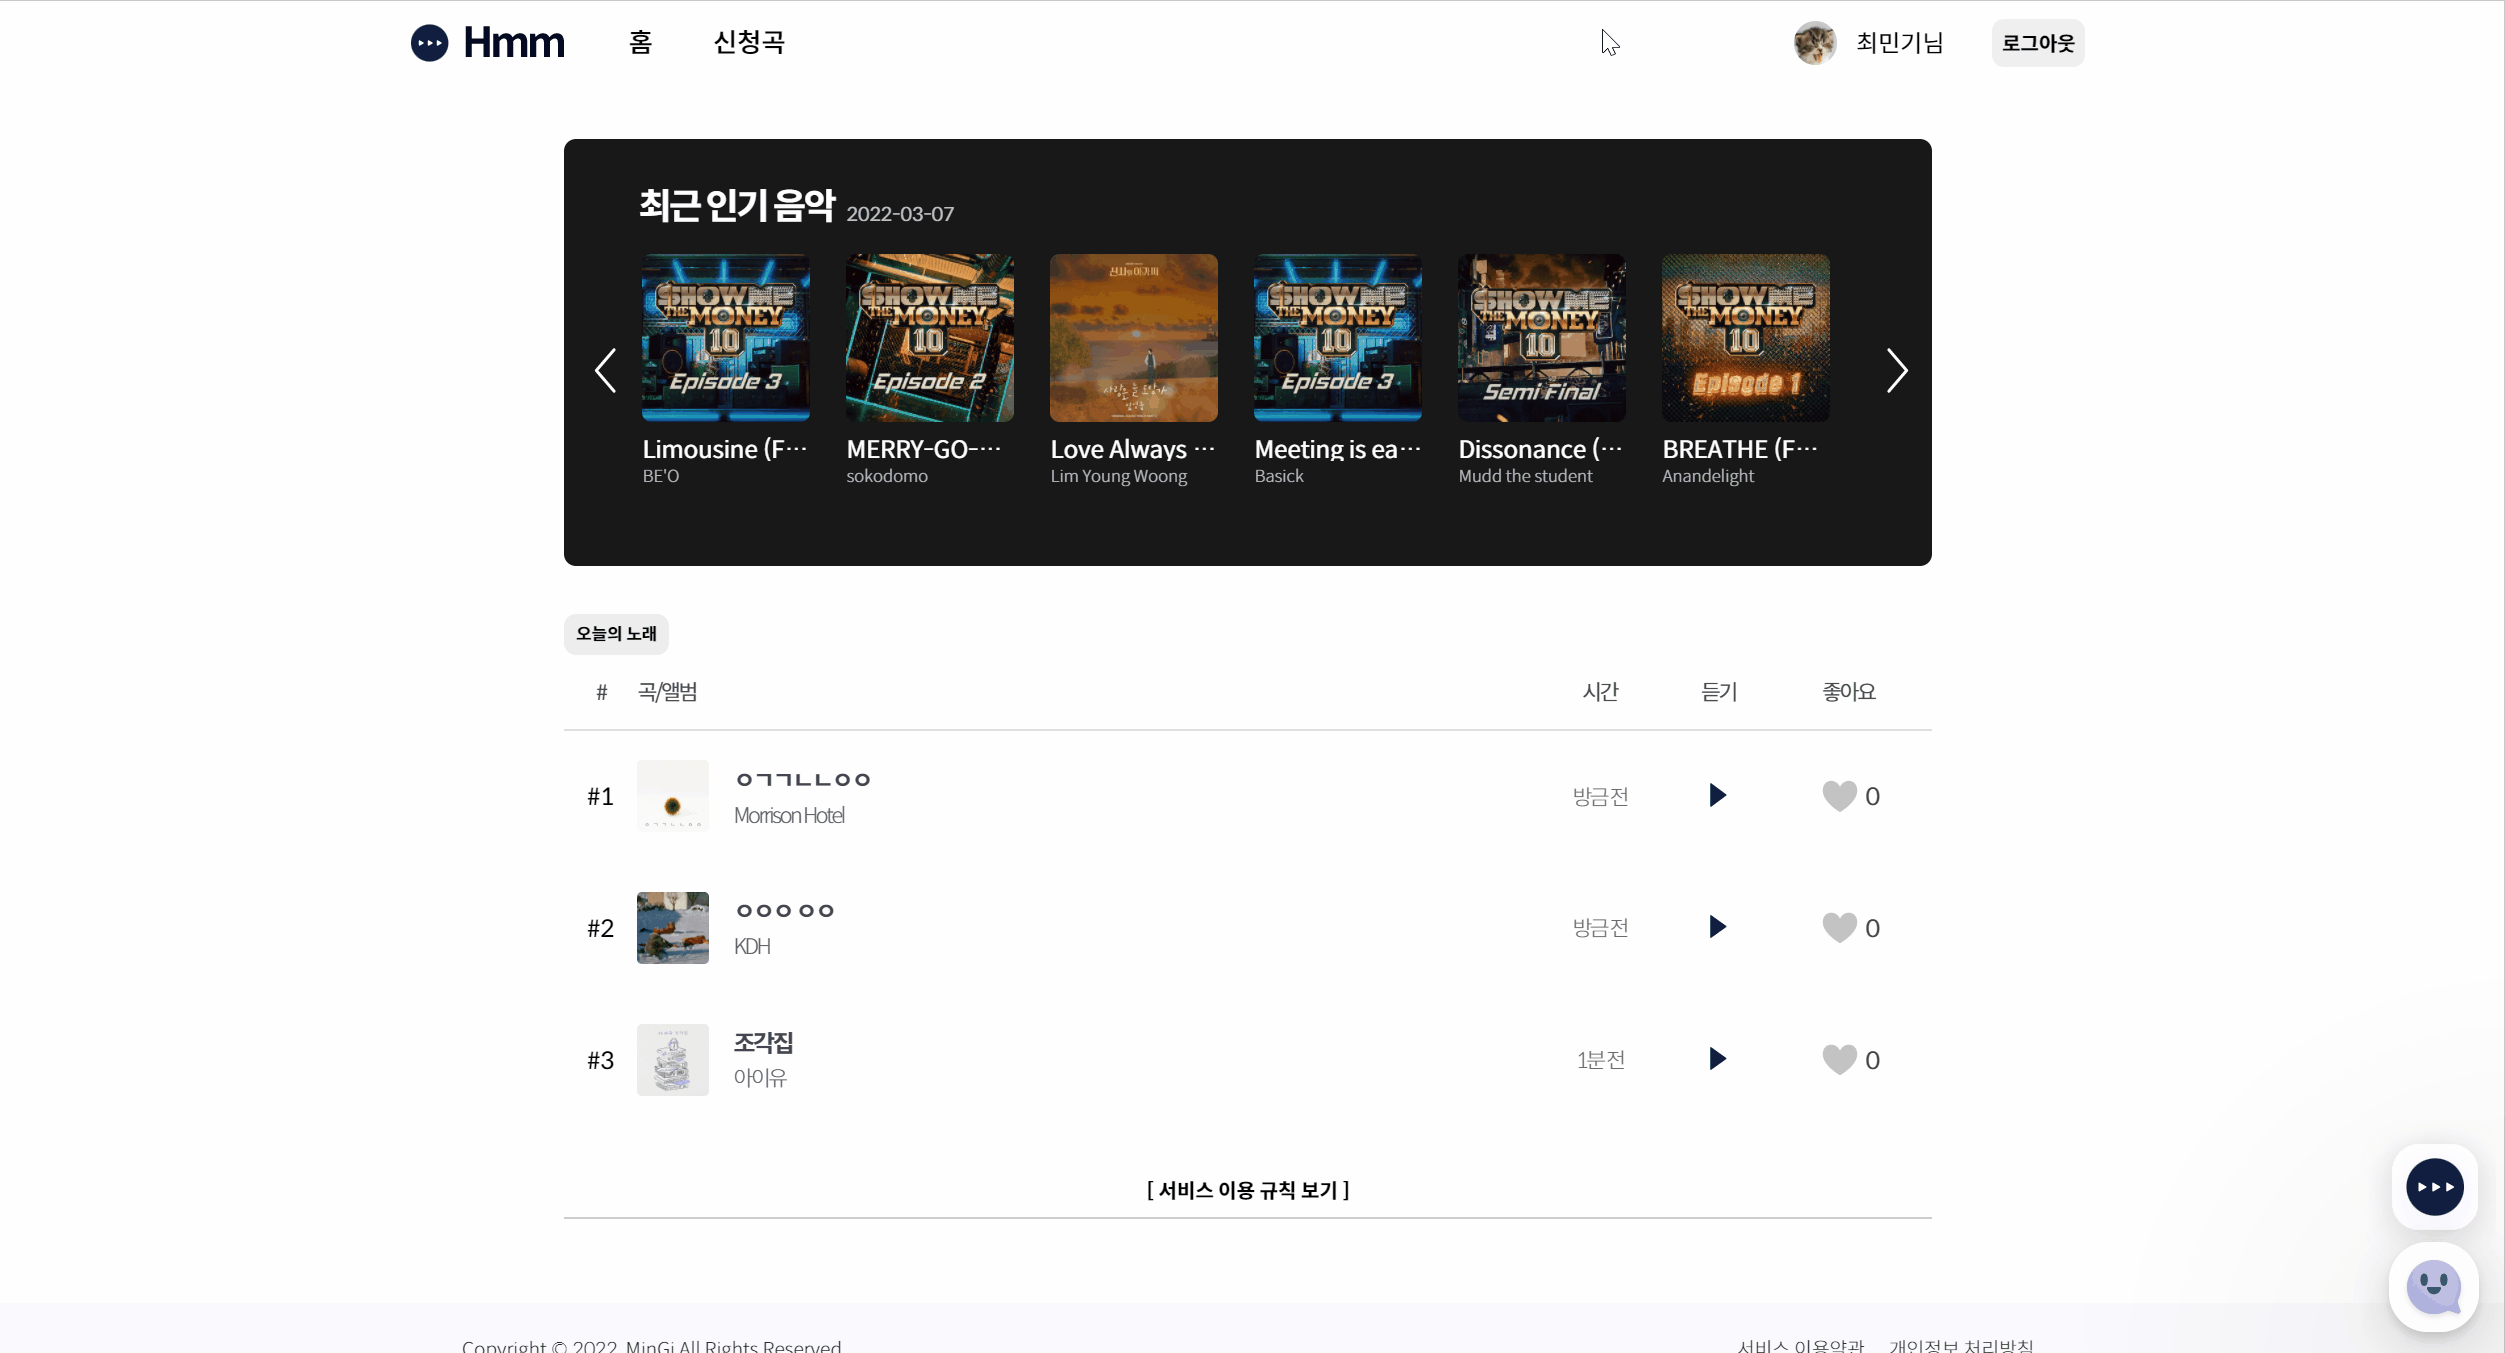 Hmm 홈 신청곡 최민기님 로그아웃
최근 인기 음악 2022-03-07
SHOW ME THE MONEY 10 Episode 3
SHOW ME THE MONEY 10 Episode 2
신사와 아가씨
SHOW ME THE MONEY 10 Episode 3
SHOW ME THE MONEY 10 Semi Final
SHOW ME THE MONEY 10 Episode 1
Limousine (F… MERRY-GO-… Love Always … Meeting is ea… Dissonance (… BREATHE (F…
BE'O sokodomo Lim Young Woong Basick Mudd the student Anandelight
오늘의 노래
# 곡/앨범 시간 듣기 좋아요
#1 ㅇㄱㄱㄴㄴㅇㅇ 방금전 0
Morrison Hotel
#2 ㅇㅇㅇ ㅇㅇ 방금전 0
KDH
#3 조각집 1분전 0
아이유
[ 서비스 이용 규칙 보기 ]
Copyright © 2022. MinGi All Rights Reserved 서비스 이용약관 개인정보 처리방침